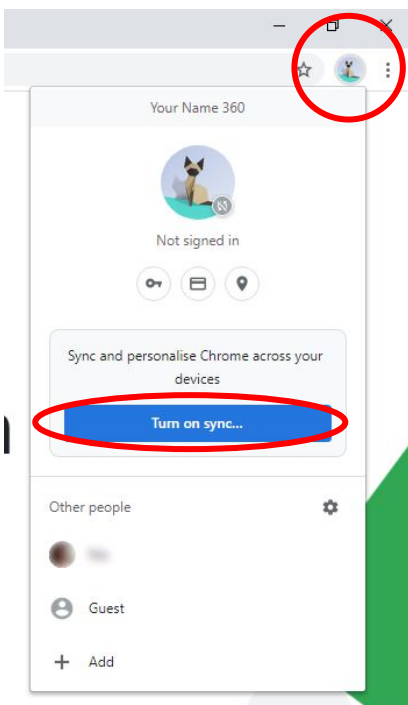 Your Name 360
Not signed in
Sync and personalise Chrome across your
devices
Turn on sync...
Other people
Guest
Add